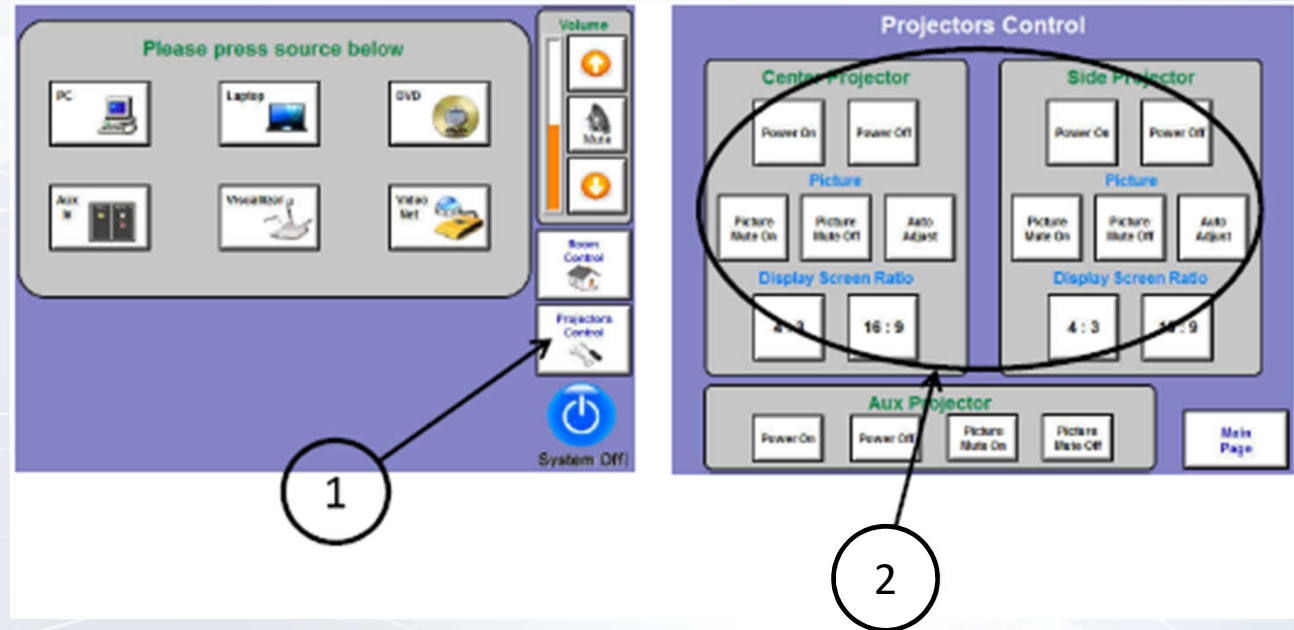 Please press source below
PC
Laptop
DVD
Aux
In
Visualizer
Video
Net
Volume
Mute
Room
Control
Projectors
Control
System Off
1
Projectors Control
Center Projector
Power On
Power Off
Picture
Picture
Mute On
Picture
Mute Off
Auto
Adjust
Display Screen Ratio
4 : 3
16 : 9
Side Projector
Power On
Power Off
Picture
Picture
Mute On
Picture
Mute Off
Auto
Adjust
Display Screen Ratio
4 : 3
16 : 9
Aux Projector
Power On
Power Off
Picture
Mute On
Picture
Mute Off
Main
Page
2